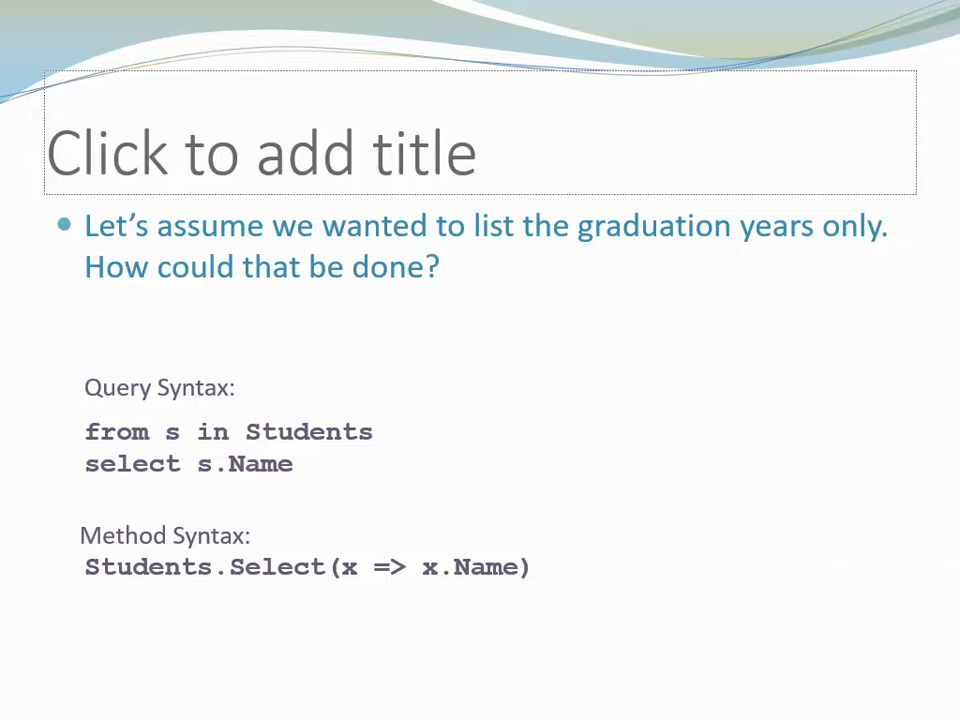 Click to add title
Let’s assume we wanted to list the graduation years only.
How could that be done?
Query Syntax:
from s in Students
select s.Name
Method Syntax:
Students.Select(x => x.Name)